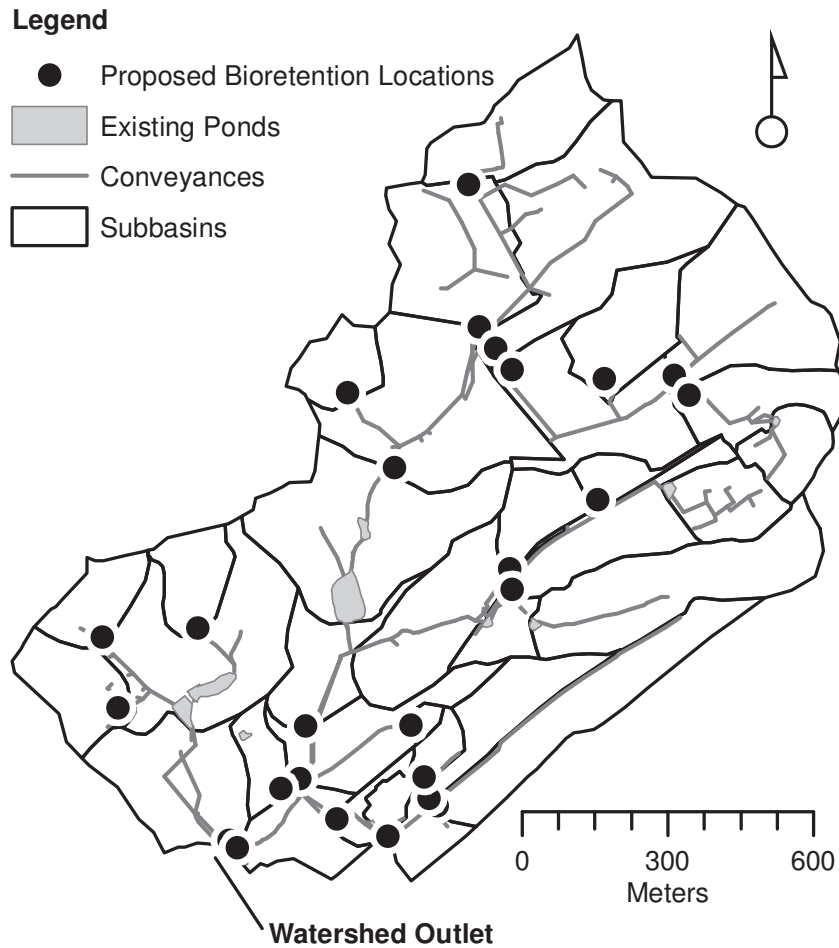 Legend
Proposed Bioretention Locations
Existing Ponds
Conveyances
Subbasins
0 300 600
Meters
Watershed Outlet